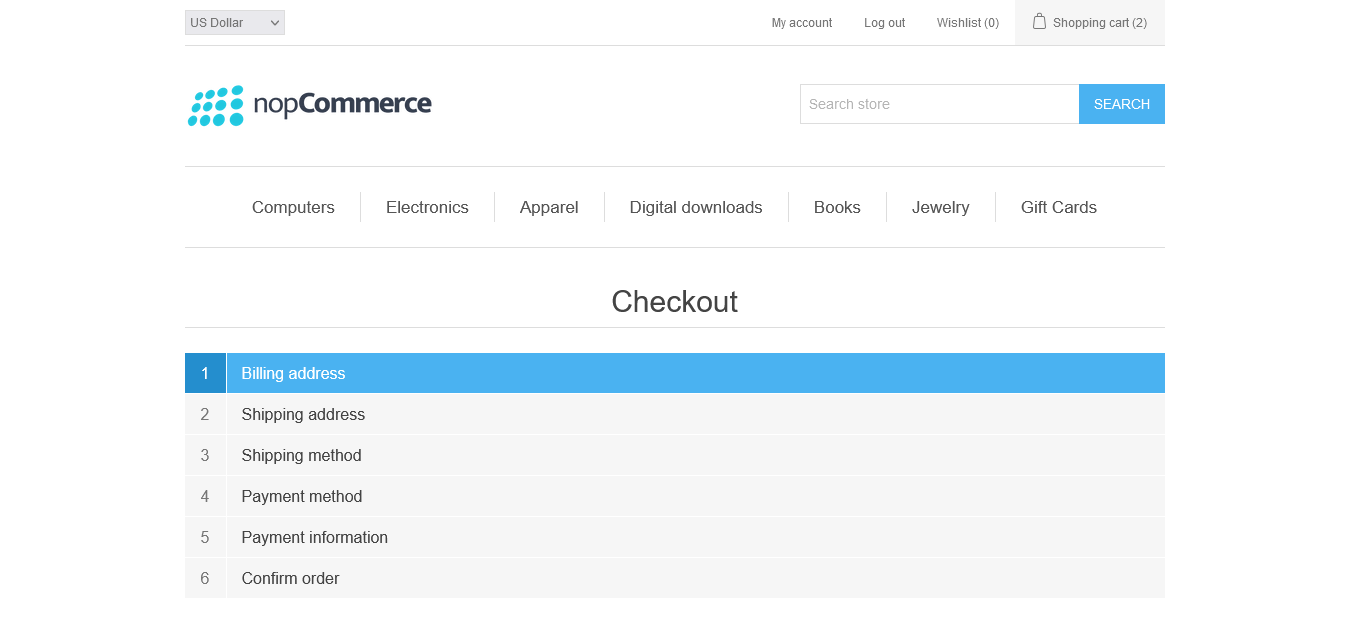 US Dollar
My account
Log out
Wishlist (0)
Shopping cart (2)
nopCommerce
Search store
SEARCH
Computers
Electronics
Apparel
Digital downloads
Books
Jewelry
Gift Cards
Checkout
1 Billing address
2 Shipping address
3 Shipping method
4 Payment method
5 Payment information
6 Confirm order